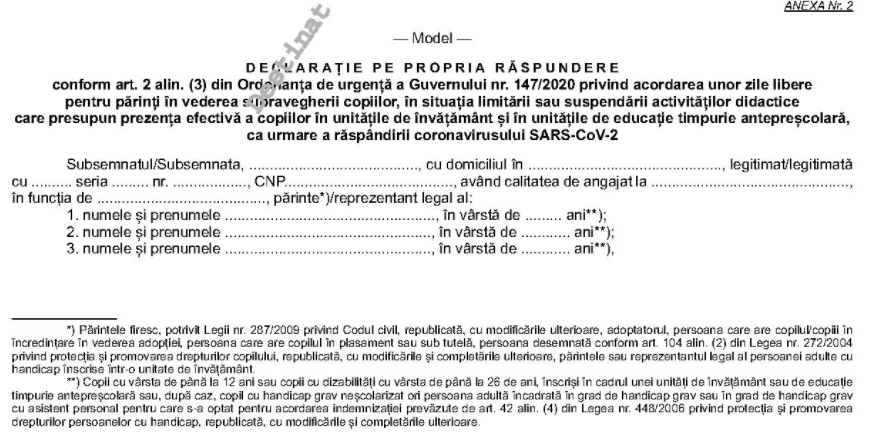 ANEXA Nr. 2
Destinat
— Model —
DECLARAȚIE PE PROPRIA RĂSPUNDERE
conform art. 2 alin. (3) din Ordonanța de urgență a Guvernului nr. 147/2020 privind acordarea unor zile libere
pentru părinți în vederea supravegherii copiilor, în situația limitării sau suspendării activităților didactice
care presupun prezența efectivă a copiilor în unitățile de învățământ și în unitățile de educație timpurie antepreșcolară,
ca urmare a răspândirii coronavirusului SARS-CoV-2
Subsemnatul/Subsemnata, ......................................, cu domiciliul în ..........................................., legitimat/legitimată
cu .......... seria ......... nr. .................., CNP......................................, având calitatea de angajat la .............................................,
în funcția de ......................................, părinte*)/reprezentant legal al:
1. numele și prenumele ................................................, în vârstă de ......... ani**);
2. numele și prenumele ..............................................., în vârstă de ............ ani**);
3. numele și prenumele ..............................................., în vârstă de ............ ani**),
*) Părintele firesc, potrivit Legii nr. 287/2009 privind Codul civil, republicată, cu modificările ulterioare, adoptatorul, persoana care are copilul/copiii în
încredințare în vederea adopției, persoana care are copilul în plasament sau sub tutelă, persoana desemnată conform art. 104 alin. (2) din Legea nr. 272/2004
privind protecția și promovarea drepturilor copilului, republicată, cu modificările și completările ulterioare, părintele sau reprezentantul legal al persoanei adulte cu
handicap înscrise într-o unitate de învățământ.
**) Copii cu vârsta de până la 12 ani sau copii cu dizabilități cu vârsta de până la 26 de ani, înscriși în cadrul unei unități de învățământ sau de educație
timpurie antepreșcolară sau, după caz, copil cu handicap grav neșcolarizat ori persoana adultă încadrată în grad de handicap grav sau în grad de handicap grav
cu asistent personal pentru care s-a optat pentru acordarea indemnizației prevăzute de art. 42 alin. (4) din Legea nr. 448/2006 privind protecția și promovarea
drepturilor persoanelor cu handicap, republicată, cu modificările și completările ulterioare.